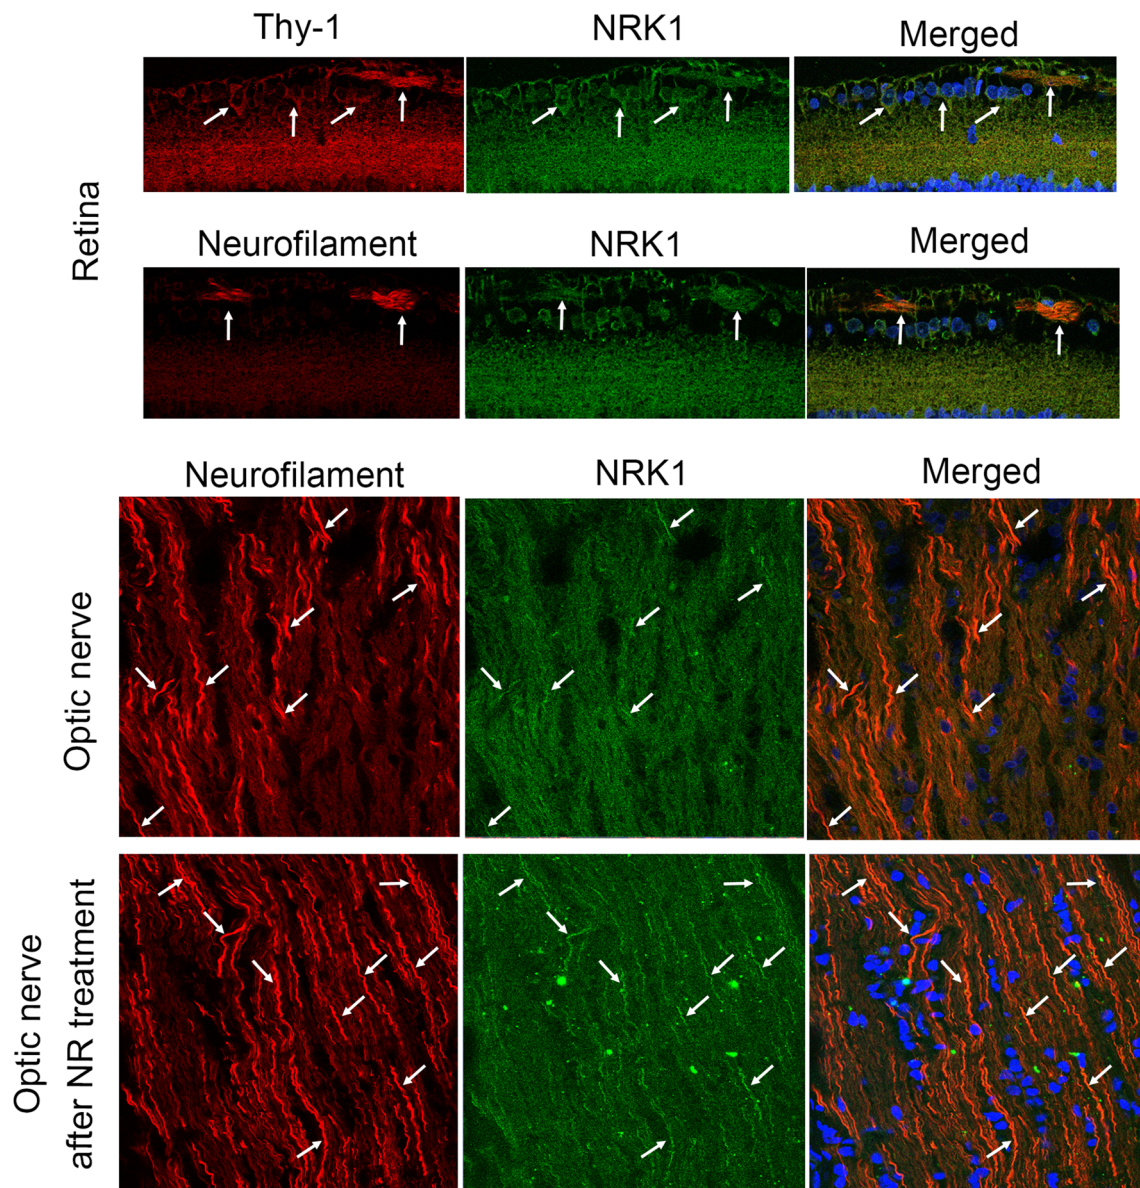 Thy-1 NRK1 Merged
Retina
Neurofilament NRK1 Merged
Neurofilament NRK1 Merged
Optic nerve
Optic nerve
after NR treatment